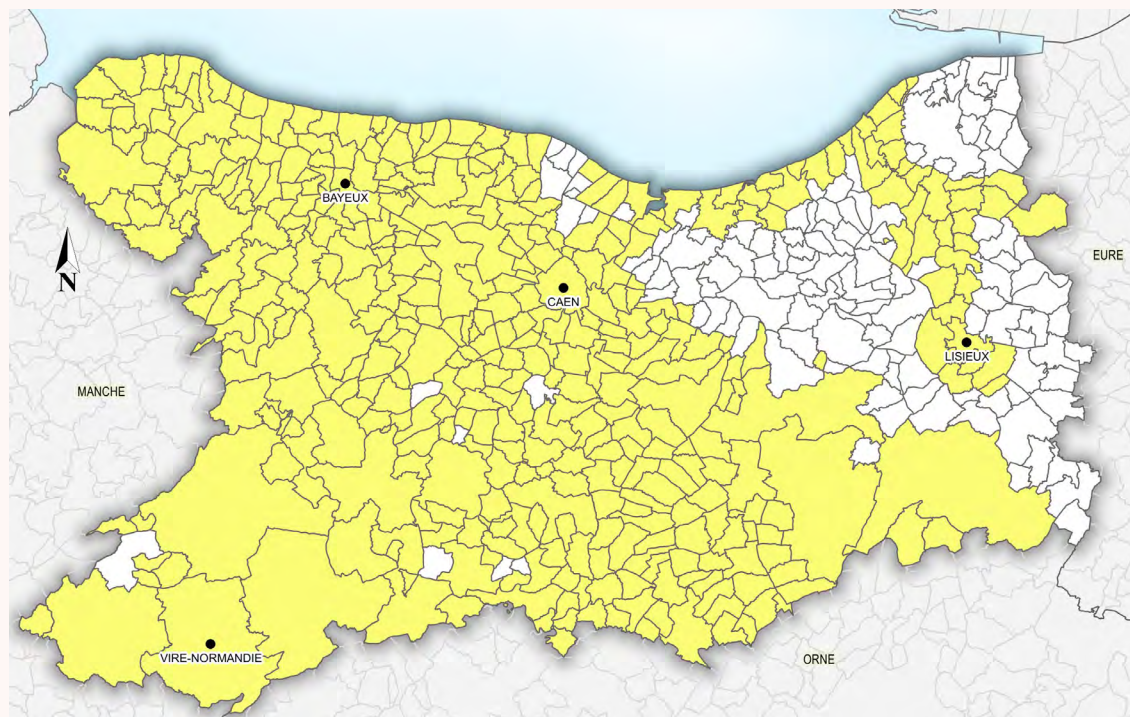 BAYEUX
EURE
N
CAEN
LISIEUX
MANCHE
VIRE-NORMANDIE
ORNE